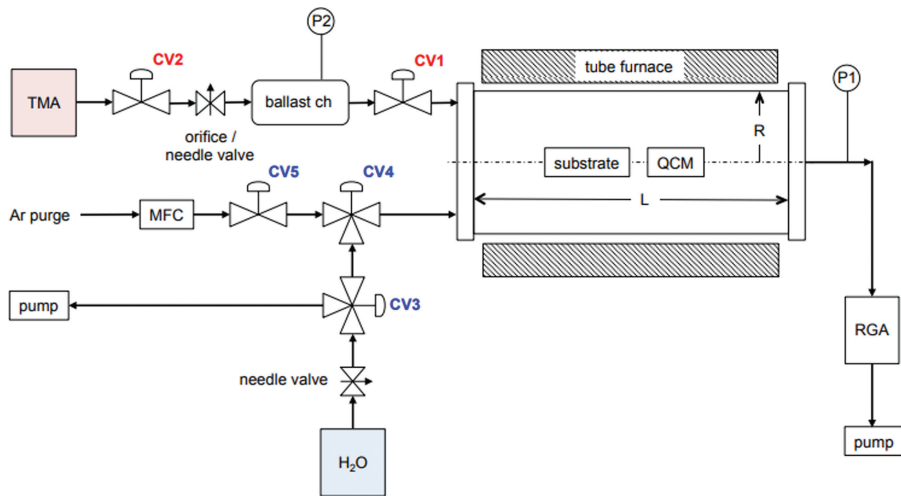 P2
CV2
CV1
tube furnace
P1
TMA
ballast ch
orifice /
needle valve
R
substrate
QCM
CV5
CV4
Ar purge
MFC
L
pump
CV3
RGA
needle valve
H₂O
pump